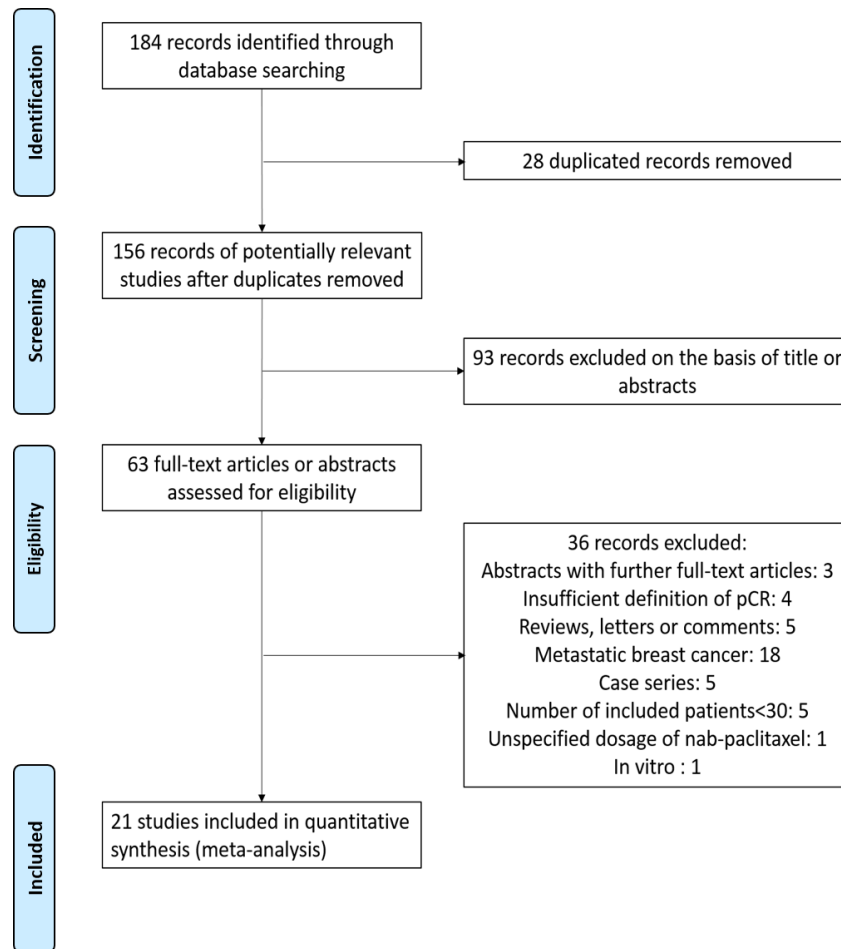 Identification
184 records identified through
database searching
28 duplicated records removed
Screening
156 records of potentially relevant
studies after duplicates removed
93 records excluded on the basis of title or
abstracts
Eligibility
63 full-text articles or abstracts
assessed for eligibility
36 records excluded:
Abstracts with further full-text articles: 3
Insufficient definition of pCR: 4
Reviews, letters or comments: 5
Metastatic breast cancer: 18
Case series: 5
Number of included patients<30: 5
Unspecified dosage of nab-paclitaxel: 1
In vitro : 1
Included
21 studies included in quantitative
synthesis (meta-analysis)